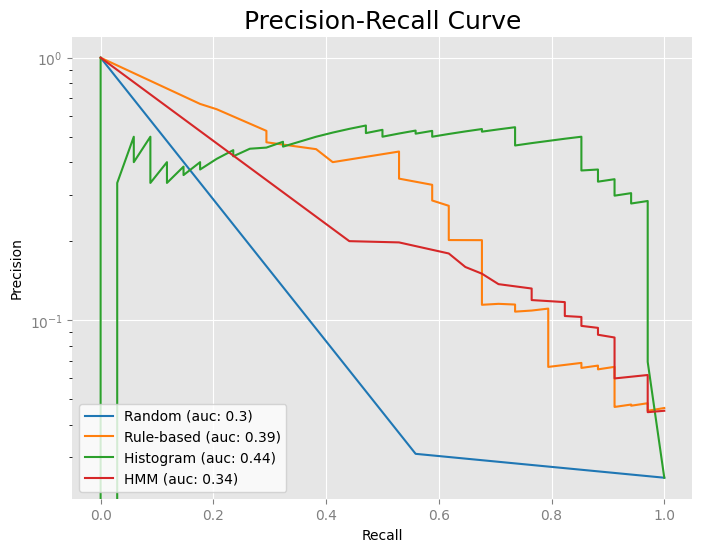 Precision-Recall Curve
10⁰
Precision
10⁻¹
Random (auc: 0.3)
Rule-based (auc: 0.39)
Histogram (auc: 0.44)
HMM (auc: 0.34)
0.0 0.2 0.4 0.6 0.8 1.0
Recall